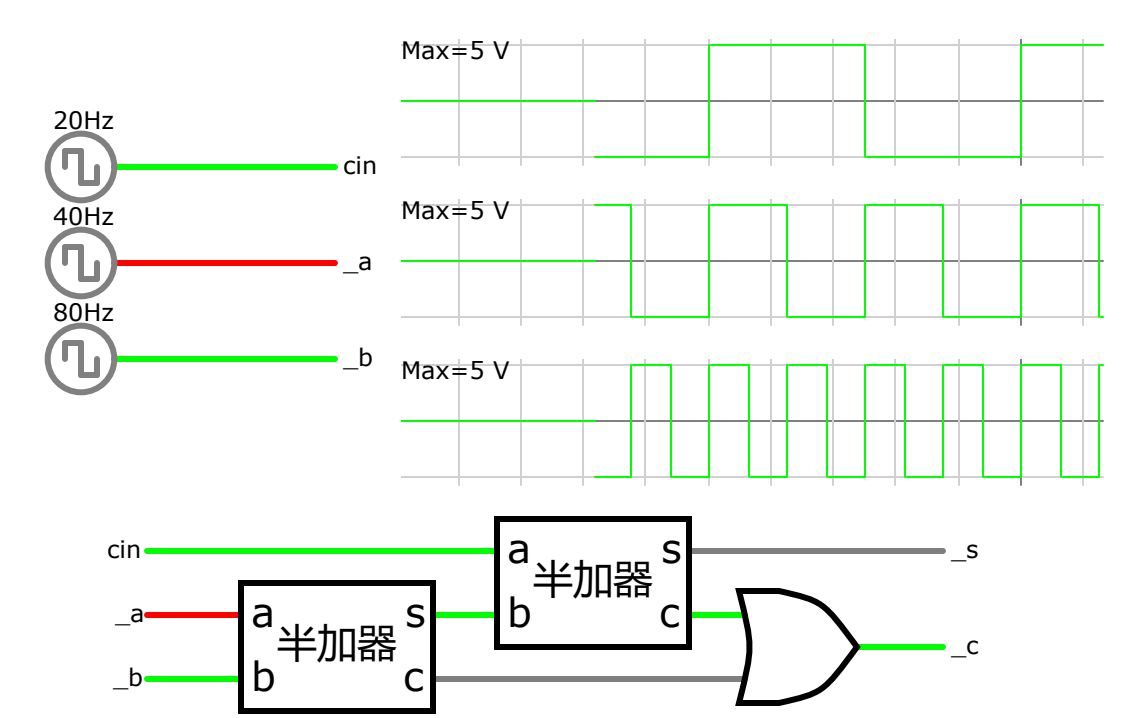 Max=5 V
20Hz
cin
40Hz
Max=5 V
_a
80Hz
_b
Max=5 V
cin
a
s
_s
半加器
_a
a
s
b
c
半加器
_c
_b
b
c